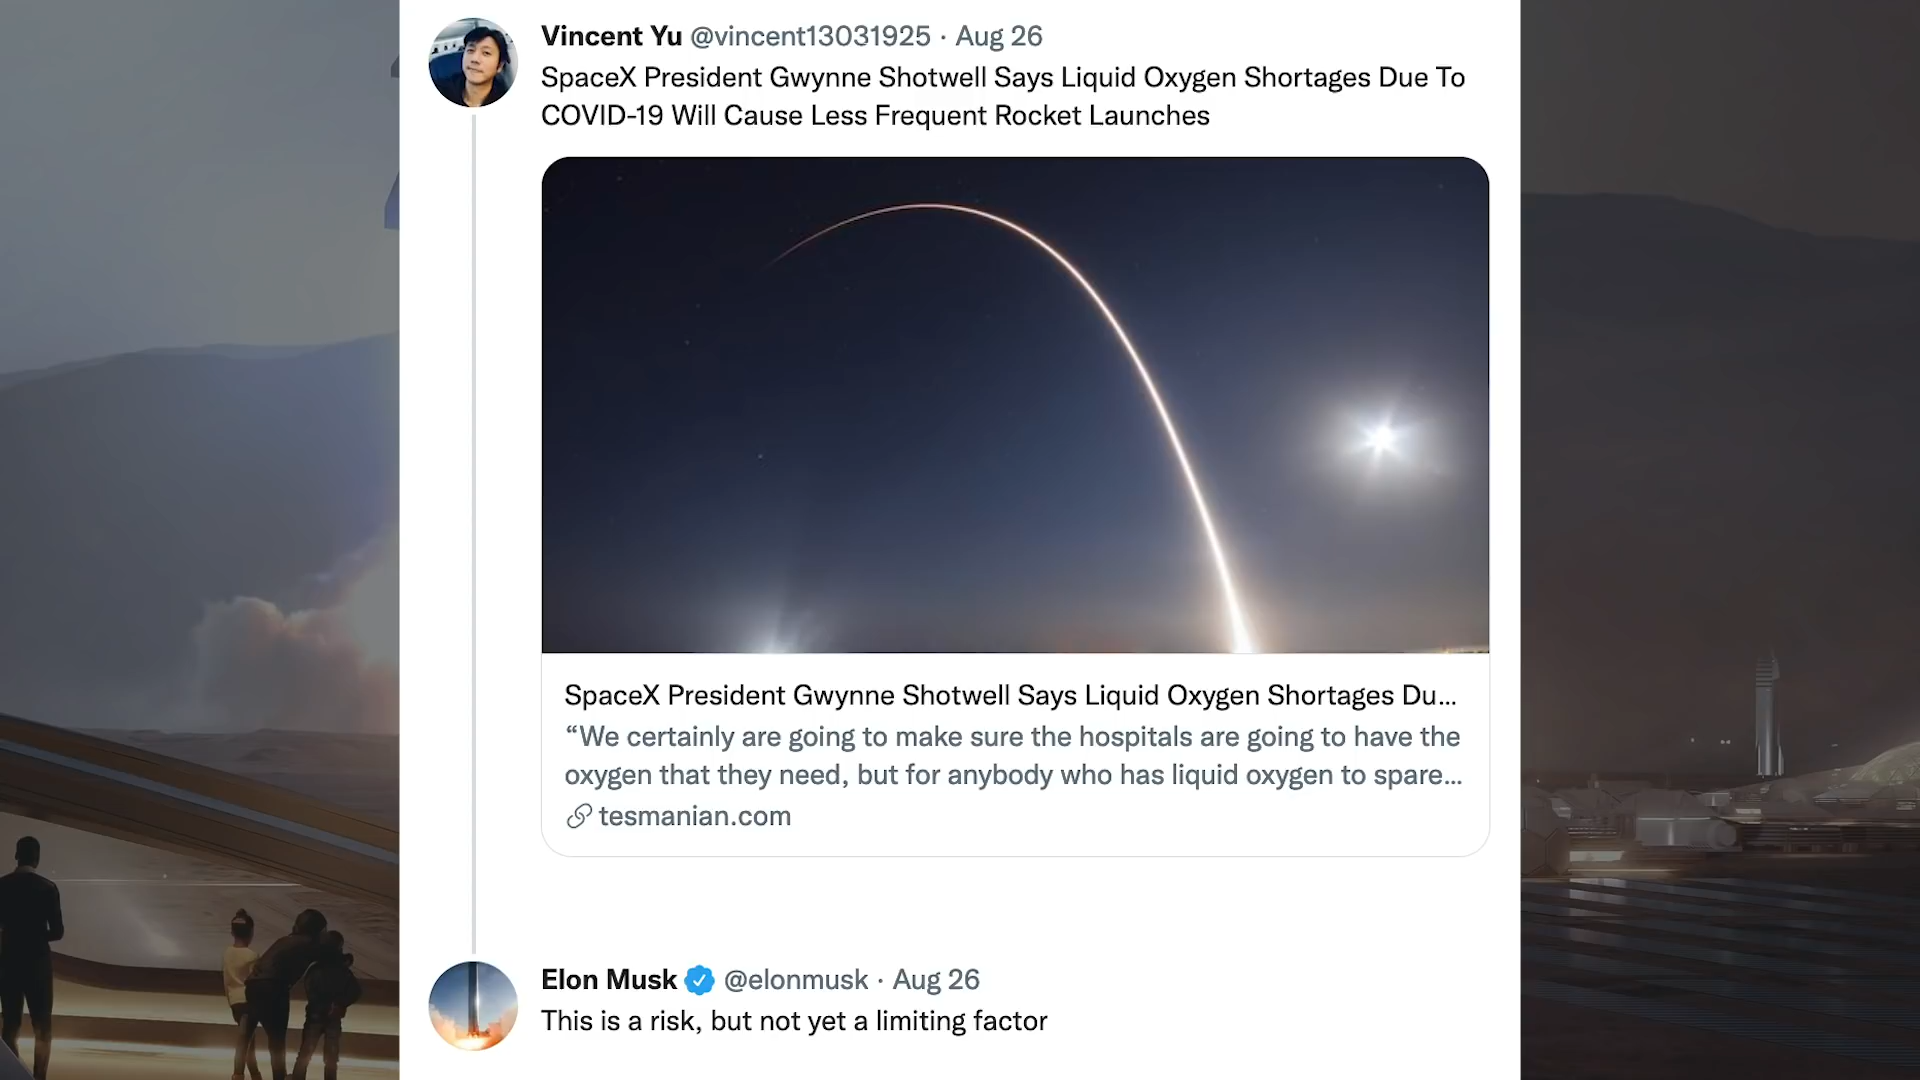 Vincent Yu @vincent13031925 · Aug 26
SpaceX President Gwynne Shotwell Says Liquid Oxygen Shortages Due To
COVID-19 Will Cause Less Frequent Rocket Launches
SpaceX President Gwynne Shotwell Says Liquid Oxygen Shortages Du...
“We certainly are going to make sure the hospitals are going to have the
oxygen that they need, but for anybody who has liquid oxygen to spare...
tesmanian.com
Elon Musk @elonmusk · Aug 26
This is a risk, but not yet a limiting factor